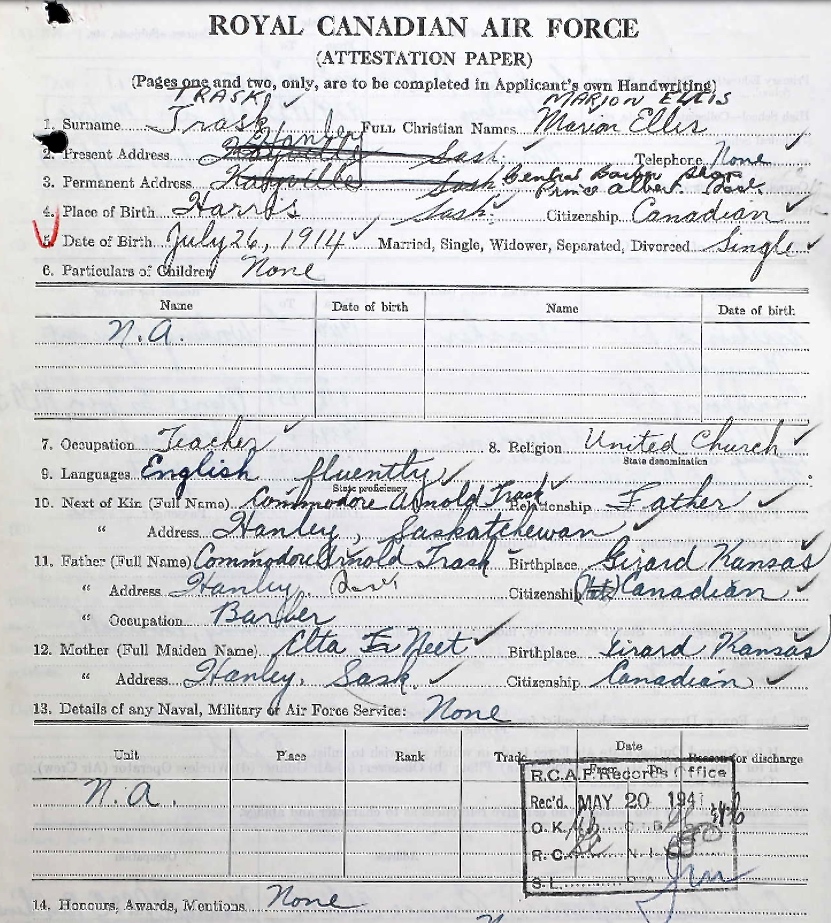 ROYAL CANADIAN AIR FORCE
(ATTESTATION PAPER)
(Pages one and two, only, are to be completed in Applicant's own Handwriting)
TRASK MARION ELLIS
1. Surname Trask Full Christian Names Marion Ellis
Hanley
2. Present Address Kayville Sask. Telephone None
3. Permanent Address Kayville Sask. Central Prince Albert Sask.
4. Place of Birth Harris Sask. Citizenship Canadian
5. Date of Birth July 26, 1914 Married, Single, Widower, Separated, Divorced Single
6. Particulars of Children None
Name Date of birth Name Date of birth
N.A.
7. Occupation Teacher 8. Religion United Church
State denomination
9. Languages English fluently
State proficiency
10. Next of Kin (Full Name) Commodore Arnold Trask Relationship Father
" Address Hanley, Saskatchewan
11. Father (Full Name) Commodore Arnold Trask Birthplace Girard Kansas
" Address Hanley, Sask Citizenship (Nat) Canadian
" Occupation Barber
12. Mother (Full Maiden Name) Elta Neet Birthplace Girard Kansas
" Address Hanley, Sask. Citizenship Canadian
13. Details of any Naval, Military or Air Force Service: None
Unit Place Rank Trade Date Reason for discharge
From To
N.A.
R.C.A.F. Records Office
Rec'd. MAY 20 1941
O.K. C.B.
R.C. N.I.
S.L. P.A.
14. Honours, Awards, Mentions None